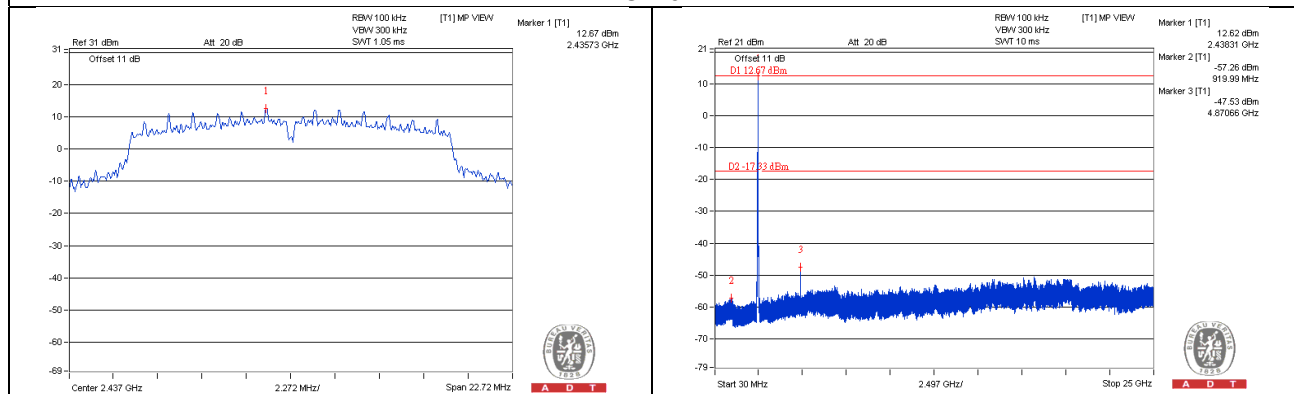 RBW 100 kHz [T1] MP VIEW Marker 1 [T1]
VBW 300 kHz 12.67 dBm
Ref 31 dBm Att 20 dB SWT 1.05 ms 2.43573 GHz
31
Offset 11 dB
20
1
10
0
-10
-20
-30
-40
-50
-60
-69
Center 2.437 GHz 2.272 MHz/ Span 22.72 MHz
BUREAU VERITAS
1828
A D T
RBW 100 kHz [T1] MP VIEW Marker 1 [T1]
VBW 300 kHz 12.62 dBm
Ref 21 dBm Att 20 dB SWT 10 ms 2.43831 GHz
Marker 2 [T1]
-57.26 dBm
919.99 MHz
Marker 3 [T1]
-47.53 dBm
4.87066 GHz
21
Offset 11 dB
D1 12.67 dBm
10
0
-10
D2 -17.33 dBm
-20
-30
-40
3
-50
2
-60
-70
-79
Start 30 MHz 2.497 GHz/ Stop 25 GHz
BUREAU VERITAS
1828
A D T